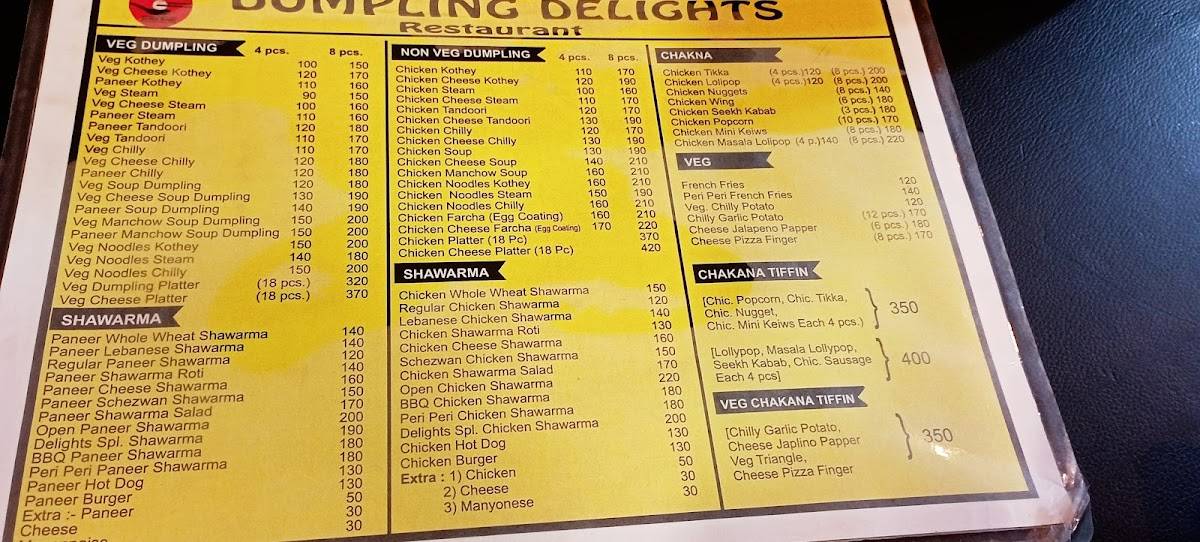 DUMPLING DELIGHTS
Restaurant
VEG DUMPLING 4 pcs. 8 pcs.
Veg Kothey 100 150
Veg Cheese Kothey 120 170
Paneer Kothey 110 160
Veg Steam 90 150
Veg Cheese Steam 100 160
Paneer Steam 110 160
Paneer Tandoori 120 180
Veg Tandoori 110 170
Veg Chilly 110 170
Veg Cheese Chilly 120 180
Paneer Chilly 120 180
Veg Soup Dumpling 120 180
Veg Cheese Soup Dumpling 130 190
Paneer Soup Dumpling 140 190
Veg Manchow Soup Dumpling 150 200
Paneer Manchow Soup Dumpling 150 200
Veg Noodles Kothey 150 200
Veg Noodles Steam 140 180
Veg Noodles Chilly 150 200
Veg Dumpling Platter (18 pcs.) 320
Veg Cheese Platter (18 pcs.) 370
SHAWARMA
Paneer Whole Wheat Shawarma 140
Paneer Lebanese Shawarma 140
Regular Paneer Shawarma 120
Paneer Shawarma Roti 140
Paneer Cheese Shawarma 160
Paneer Schezwan Shawarma 150
Paneer Shawarma Salad 170
Open Paneer Shawarma 200
Delights Spl. Shawarma 190
BBQ Paneer Shawarma 180
Peri Peri Paneer Shawarma 180
Paneer Hot Dog 130
Paneer Burger 130
Extra :- Paneer 50
Cheese 30
30
NON VEG DUMPLING 4 pcs. 8 pcs.
Chicken Kothey 110 170
Chicken Cheese Kothey 120 190
Chicken Steam 100 160
Chicken Cheese Steam 110 170
Chicken Tandoori 120 170
Chicken Cheese Tandoori 130 190
Chicken Chilly 120 170
Chicken Cheese Chilly 130 190
Chicken Soup 130 190
Chicken Cheese Soup 140 210
Chicken Manchow Soup 160 210
Chicken Noodles Kothey 160 210
Chicken Noodles Steam 150 190
Chicken Noodles Chilly 160 210
Chicken Farcha (Egg Coating) 160 210
Chicken Cheese Farcha (Egg Coating) 170 220
Chicken Platter (18 Pc) 370
Chicken Cheese Platter (18 Pc) 420
SHAWARMA
Chicken Whole Wheat Shawarma 150
Regular Chicken Shawarma 120
Lebanese Chicken Shawarma 140
Chicken Shawarma Roti 130
Chicken Cheese Shawarma 160
Schezwan Chicken Shawarma 150
Chicken Shawarma Salad 170
Open Chicken Shawarma 220
BBQ Chicken Shawarma 180
Peri Peri Chicken Shawarma 180
Delights Spl. Chicken Shawarma 200
Chicken Hot Dog 130
Chicken Burger 130
Extra : 1) Chicken 50
2) Cheese 30
3) Manyonese 30
CHAKNA
Chicken Tikka (4 pcs.)120 (8 pcs.) 200
Chicken Lolipop (4 pcs.)120 (8 pcs.) 200
Chicken Nuggets (8 pcs.) 140
Chicken Wing (6 pcs.) 180
Chicken Seekh Kabab (3 pcs.) 180
Chicken Popcorn (10 pcs.) 170
Chicken Mini Keiws (8 pcs.) 180
Chicken Masala Lolipop (4 p.)140 (8 pcs.) 220
VEG
French Fries 120
Peri Peri French Fries 140
Veg. Chilly Potato 120
Chilly Garlic Potato (12 pcs.) 170
Cheese Jalapeno Papper (6 pcs.) 180
Cheese Pizza Finger (8 pcs.) 170
CHAKANA TIFFIN
[Chic. Popcorn, Chic. Tikka,
Chic. Nugget,
Chic. Mini Keiws Each 4 pcs.) 350
[Lollypop, Masala Lollypop,
Seekh Kabab, Chic. Sausage
Each 4 pcs] 400
VEG CHAKANA TIFFIN
[Chilly Garlic Potato,
Cheese Japlino Papper
Veg Triangle,
Cheese Pizza Finger 350